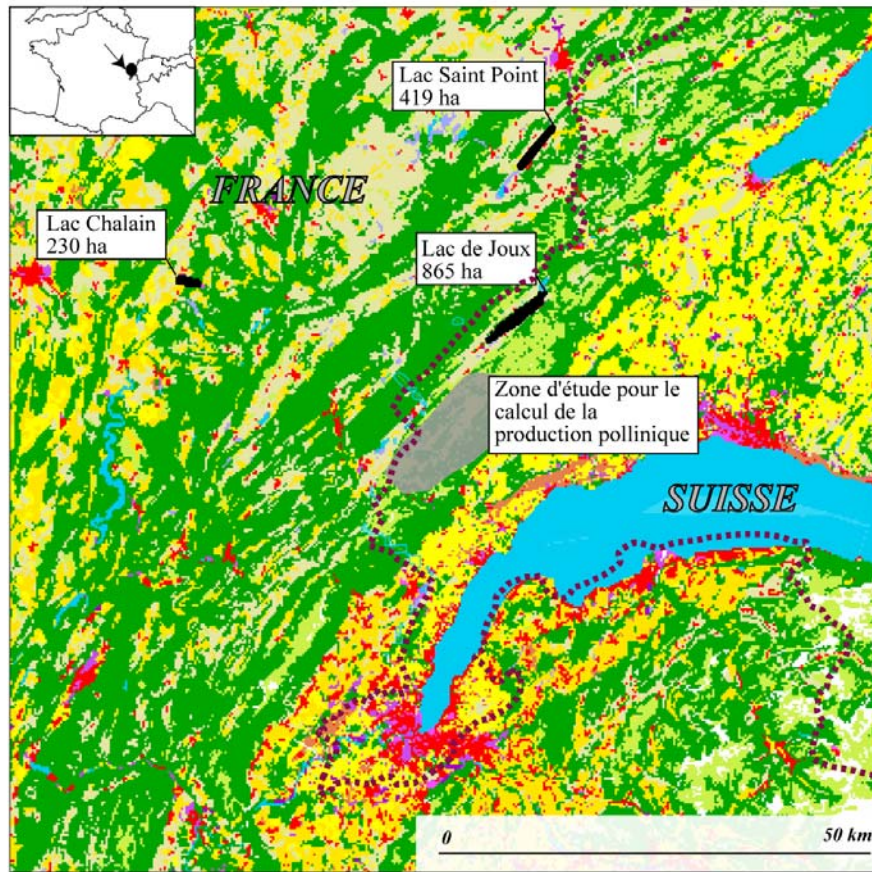 Lac Saint Point
419 ha
FRANCE
Lac Chalain
230 ha
Lac de Joux
865 ha
Zone d'étude pour le
calcul de la
production pollinique
SUISSE
0
50 km